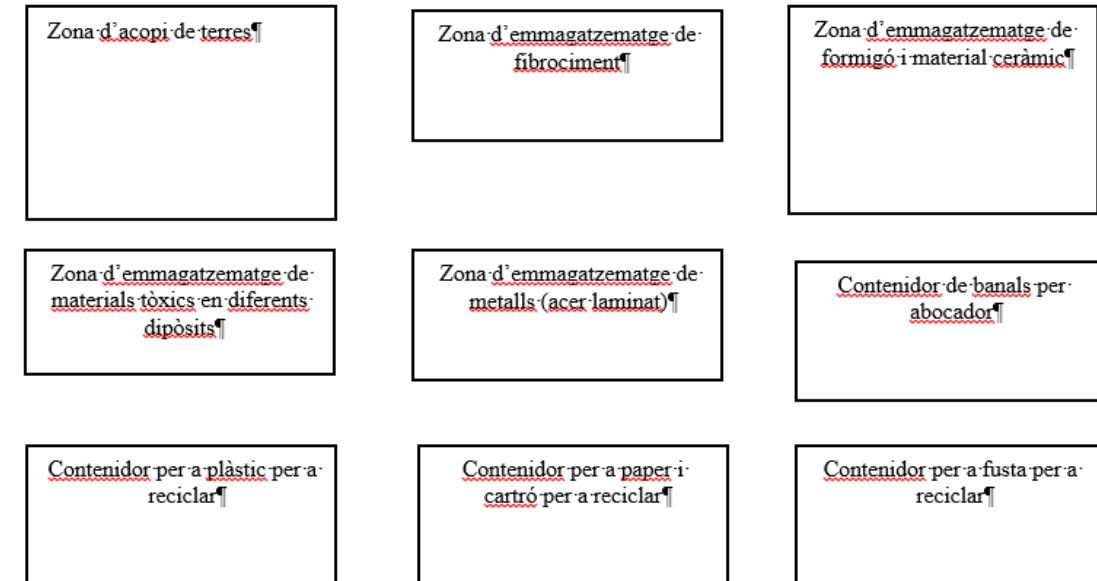 Zona d’acopi de terres¶
Zona d’emmagatzematge de
fibrociment¶
Zona d’emmagatzematge de
formigó i material ceràmic¶
Zona d’emmagatzematge de
materials tòxics en diferents
dipòsits¶
Zona d’emmagatzematge de
metalls (acer laminat)¶
Contenidor de banals per
abocador¶
Contenidor per a plàstic per a
reciclar¶
Contenidor per a paper i
cartró per a reciclar¶
Contenidor per a fusta per a
reciclar¶